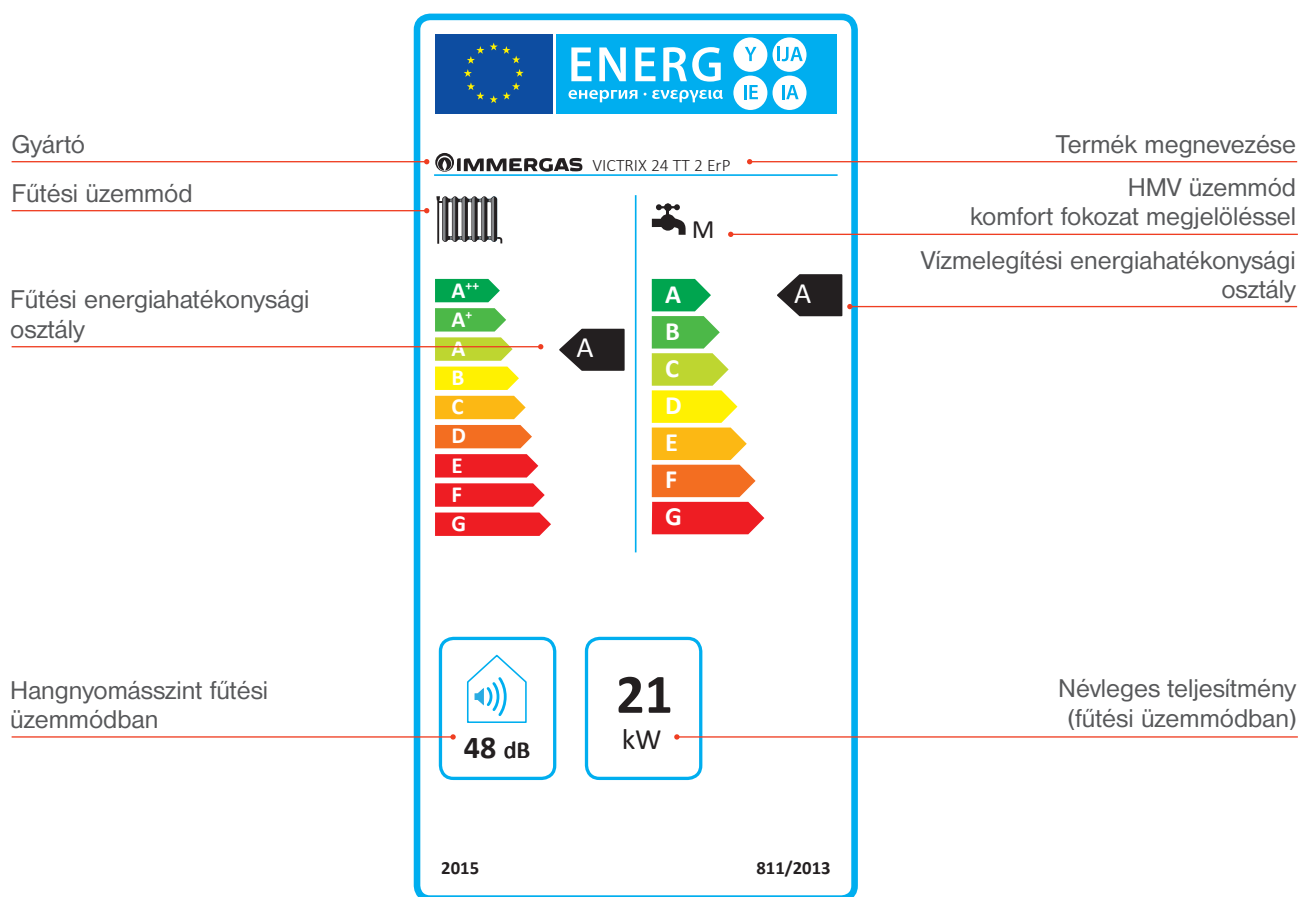 ENERG
Y IJA
IE IA
енергия · ενεργεια
Gyártó
IMMERGAS VICTRIX 24 TT 2 ErP
Termék megnevezése
Fűtési üzemmód
HMV üzemmód
komfort fokozat megjelöléssel
M
Vízmelegítési energiahatékonysági
osztály
Fűtési energiahatékonysági
osztály
A++
A+
A
B
C
D
E
F
G
A
A
B
C
D
E
F
G
A
Hangnyomásszint fűtési
üzemmódban
48 dB
21
kW
Névleges teljesítmény
(fűtési üzemmódban)
2015
811/2013